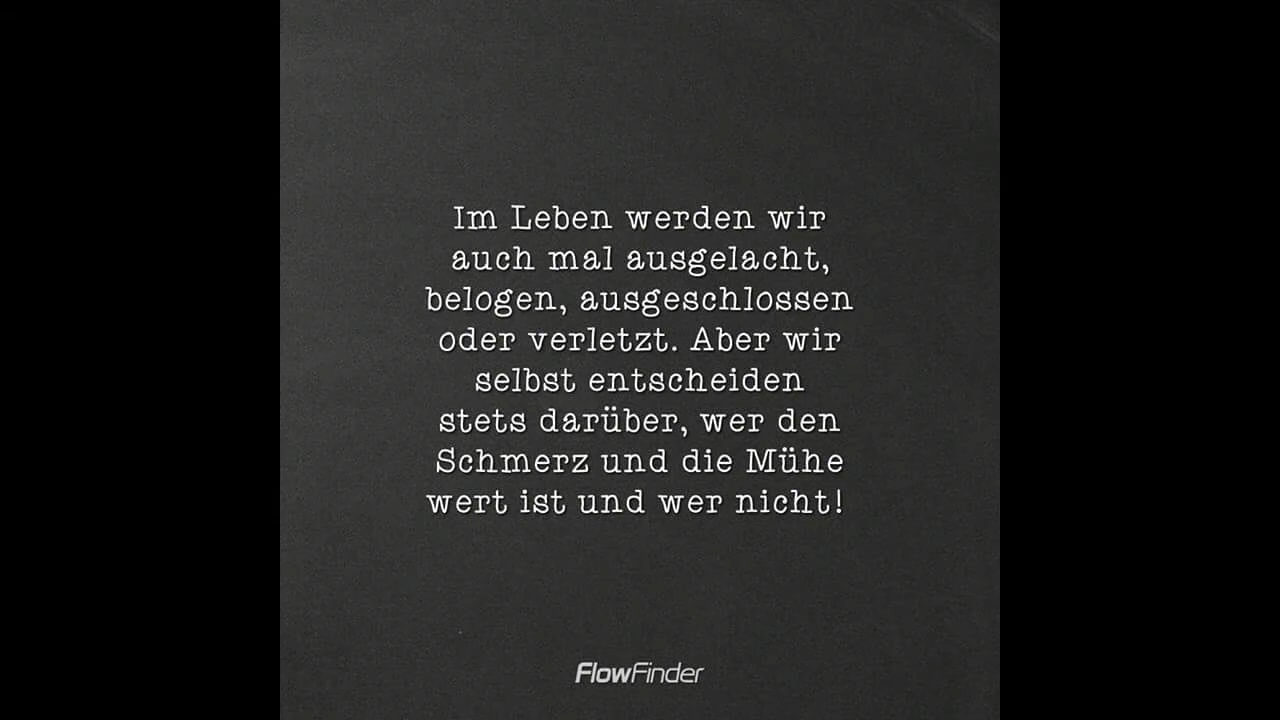 Im Leben werden wir
auch mal ausgelacht,
belogen, ausgeschlossen
oder verletzt. Aber wir
selbst entscheiden
stets darüber, wer den
Schmerz und die Mühe
wert ist und wer nicht!
FlowFinder